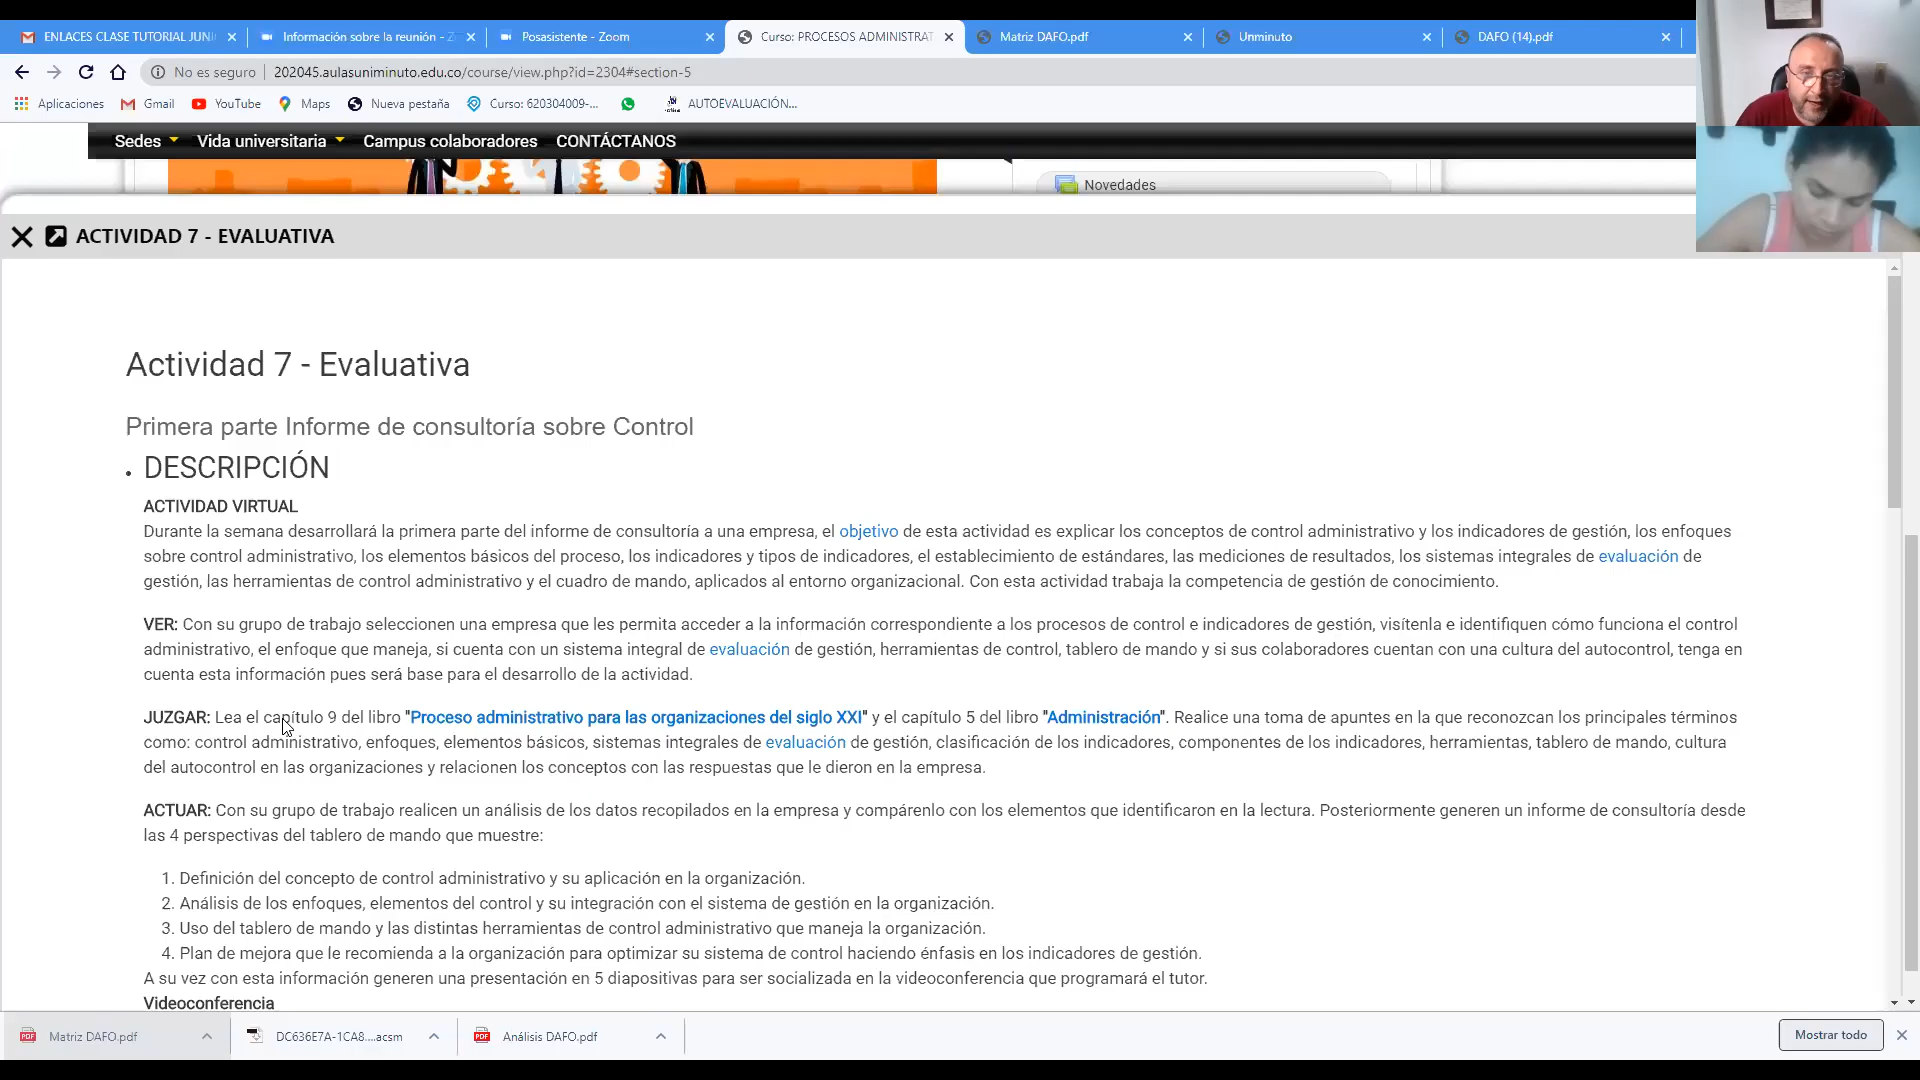 ENLACES CLASE TUTORIAL JUNI
Información sobre la reunión - Z
Posasistente - Zoom
Curso: PROCESOS ADMINISTRAT
Matriz DAFO.pdf
Unminuto
DAFO (14).pdf
No es seguro
202045.aulasuniminuto.edu.co/course/view.php?id=2304#section-5
Aplicaciones
Gmail
YouTube
Maps
Nueva pestaña
Curso: 620304009-...
AUTOEVALUACIÓN...
Sedes
Vida universitaria
Campus colaboradores
CONTÁCTANOS
Novedades
ACTIVIDAD 7 - EVALUATIVA
Actividad 7 - Evaluativa
Primera parte Informe de consultoría sobre Control
• DESCRIPCIÓN
ACTIVIDAD VIRTUAL
Durante la semana desarrollará la primera parte del informe de consultoría a una empresa, el objetivo de esta actividad es explicar los conceptos de control administrativo y los indicadores de gestión, los enfoques
sobre control administrativo, los elementos básicos del proceso, los indicadores y tipos de indicadores, el establecimiento de estándares, las mediciones de resultados, los sistemas integrales de evaluación de
gestión, las herramientas de control administrativo y el cuadro de mando, aplicados al entorno organizacional. Con esta actividad trabaja la competencia de gestión de conocimiento.
VER: Con su grupo de trabajo seleccionen una empresa que les permita acceder a la información correspondiente a los procesos de control e indicadores de gestión, visítenla e identifiquen cómo funciona el control
administrativo, el enfoque que maneja, si cuenta con un sistema integral de evaluación de gestión, herramientas de control, tablero de mando y si sus colaboradores cuentan con una cultura del autocontrol, tenga en
cuenta esta información pues será base para el desarrollo de la actividad.
JUZGAR: Lea el capítulo 9 del libro "Proceso administrativo para las organizaciones del siglo XXI" y el capítulo 5 del libro "Administración". Realice una toma de apuntes en la que reconozcan los principales términos
como: control administrativo, enfoques, elementos básicos, sistemas integrales de evaluación de gestión, clasificación de los indicadores, componentes de los indicadores, herramientas, tablero de mando, cultura
del autocontrol en las organizaciones y relacionen los conceptos con las respuestas que le dieron en la empresa.
ACTUAR: Con su grupo de trabajo realicen un análisis de los datos recopilados en la empresa y compárenlo con los elementos que identificaron en la lectura. Posteriormente generen un informe de consultoría desde
las 4 perspectivas del tablero de mando que muestre:
1. Definición del concepto de control administrativo y su aplicación en la organización.
2. Análisis de los enfoques, elementos del control y su integración con el sistema de gestión en la organización.
3. Uso del tablero de mando y las distintas herramientas de control administrativo que maneja la organización.
4. Plan de mejora que le recomienda a la organización para optimizar su sistema de control haciendo énfasis en los indicadores de gestión.
A su vez con esta información generen una presentación en 5 diapositivas para ser socializada en la videoconferencia que programará el tutor.
Videoconferencia
Matriz DAFO.pdf
DC636E7A-1CA8....acsm
Análisis DAFO.pdf
Mostrar todo